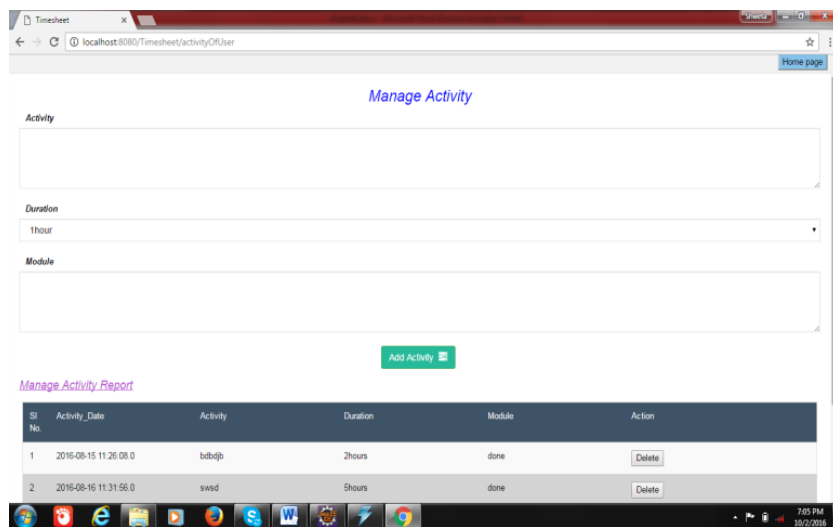 Timesheet
Shweta
localhost:8080/Timesheet/activityOfUser
Home page
Manage Activity
Activity
Duration
1hour
Module
Add Activity
Manage Activity Report
Sl No. Activity_Date Activity Duration Module Action
1 2016-08-15 11:26:08.0 bdbdjb 2hours done Delete
2 2016-08-16 11:31:56.0 swsd 5hours done Delete
7:05 PM
10/2/2016